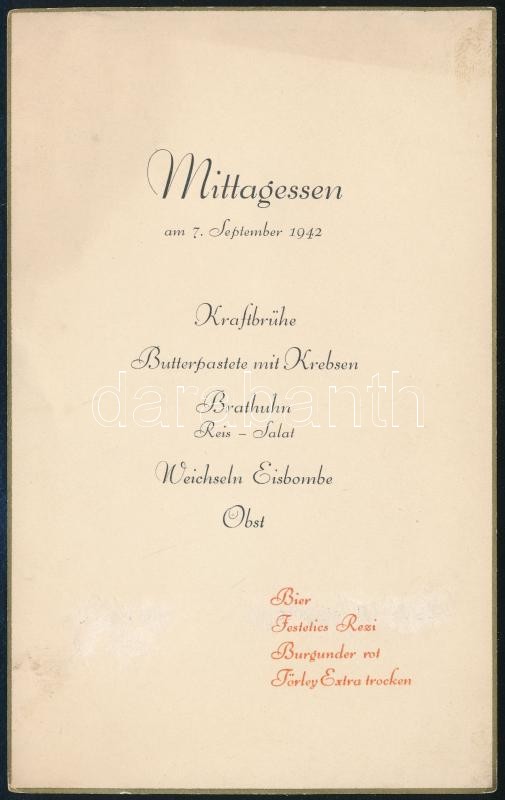 Mittagessen
am 7. September 1942
Kraftbrühe
Butterpastete mit Krebsen
darabanth
Brathuhn
Reis – Salat
Weichseln Eisbombe
Obst
Bier
Festetics Rezi
Burgunder rot
Törley Extra trocken